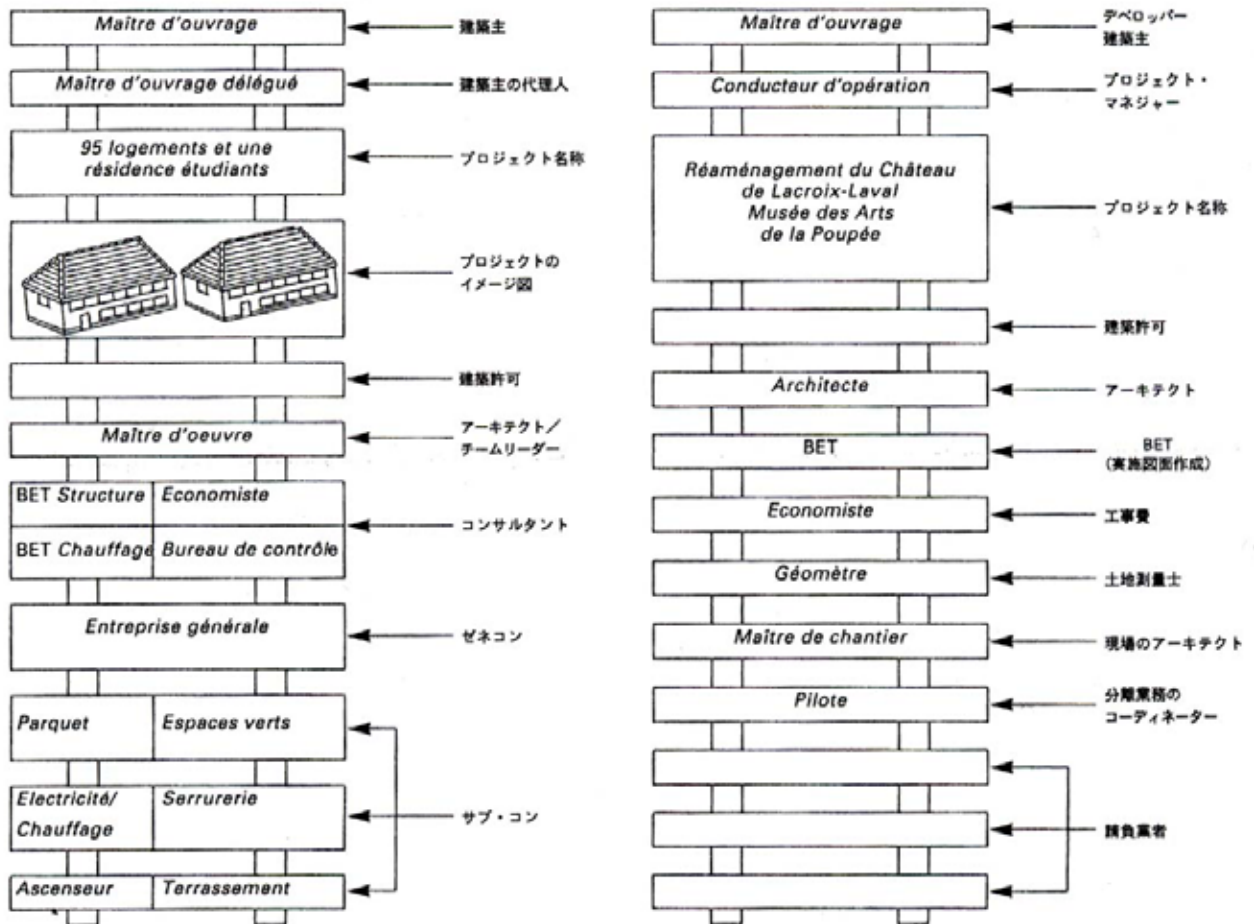 Maître d'ouvrage
建築主
Maître d'ouvrage délégué
建築主の代理人
95 logements et une
résidence étudiants
プロジェクト名称
プロジェクトの
イメージ図
建築許可
Maître d'oeuvre
アーキテクト／
チームリーダー
BET Structure
Economiste
BET Chauffage
Bureau de contrôle
コンサルタント
Entreprise générale
ゼネコン
Parquet
Espaces verts
Electricité/
Chauffage
Serrurerie
サブ・コン
Ascenseur
Terrassement
Maître d'ouvrage
デベロッパー
建築主
Conducteur d'opération
プロジェクト・
マネジャー
Réaménagement du Château
de Lacroix-Laval
Musée des Arts
de la Poupée
プロジェクト名称
建築許可
Architecte
アーキテクト
BET
BET
(実施図面作成)
Economiste
工事費
Géomètre
土地測量士
Maître de chantier
現場のアーキテクト
Pilote
分離業務の
コーディネーター
請負業者